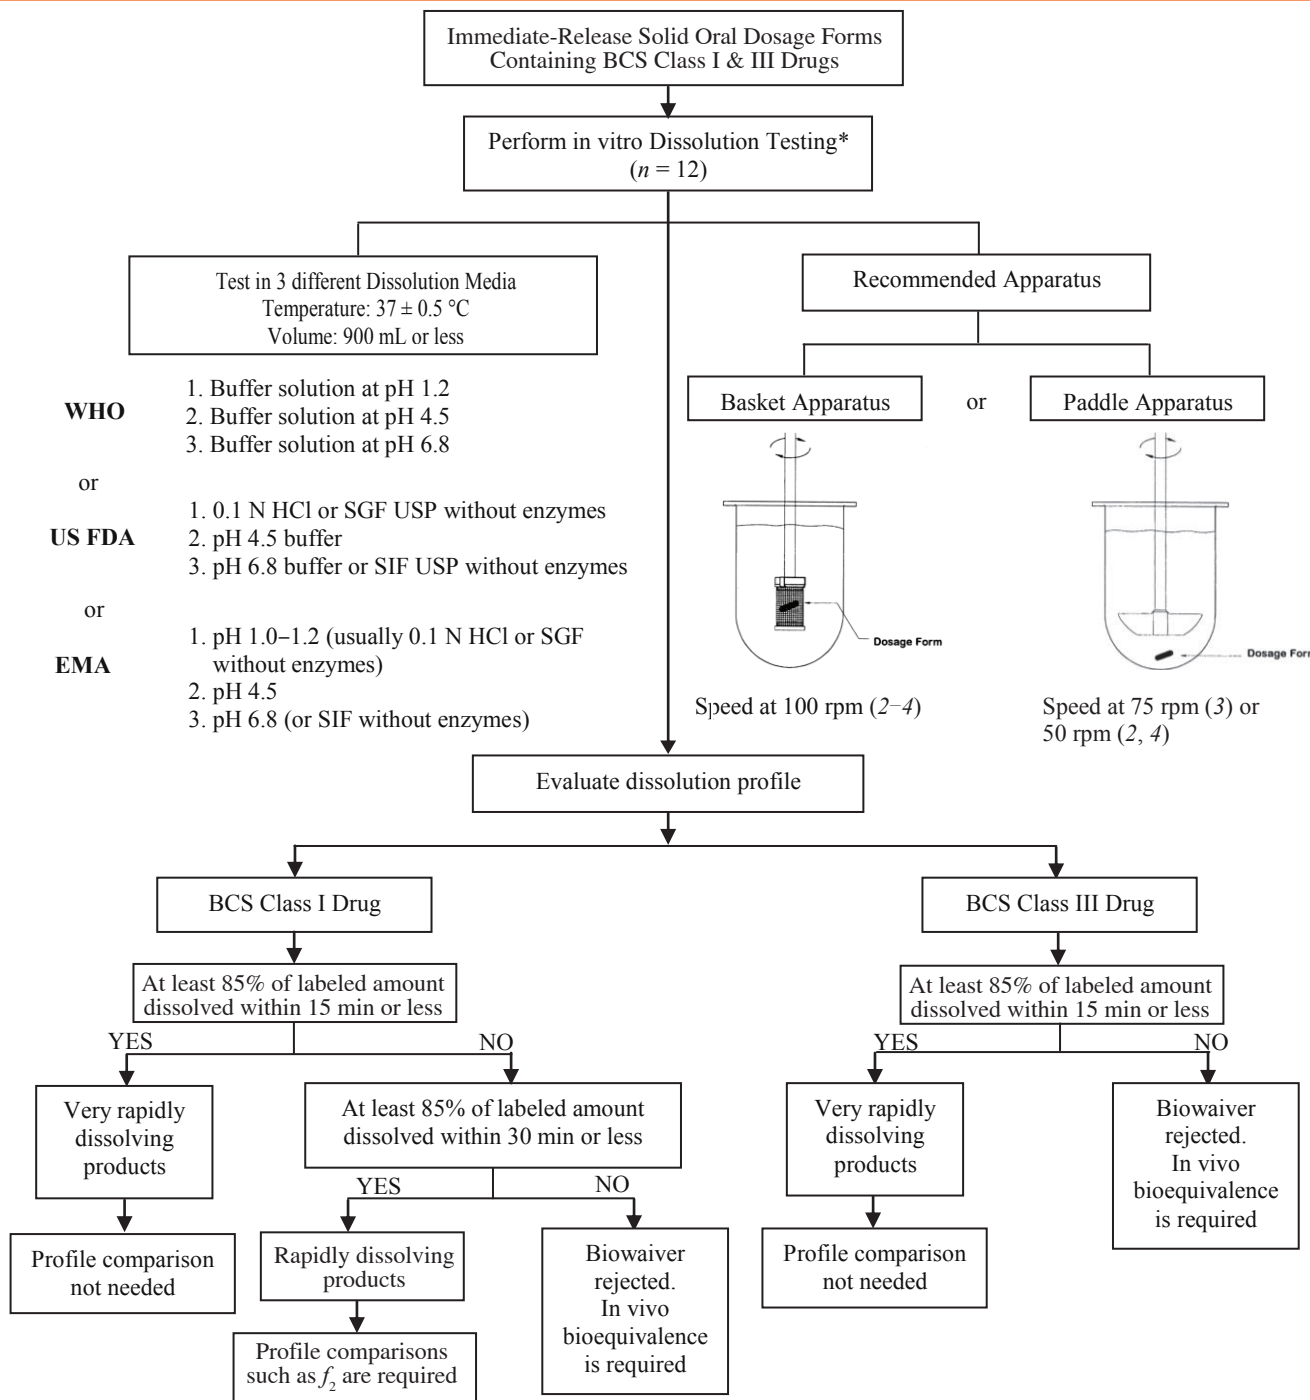 Immediate-Release Solid Oral Dosage Forms
Containing BCS Class I & III Drugs
Perform in vitro Dissolution Testing*
(n = 12)
Test in 3 different Dissolution Media
Temperature: 37 ± 0.5 °C
Volume: 900 mL or less
Recommended Apparatus
WHO
1. Buffer solution at pH 1.2
2. Buffer solution at pH 4.5
3. Buffer solution at pH 6.8
or
US FDA
1. 0.1 N HCl or SGF USP without enzymes
2. pH 4.5 buffer
3. pH 6.8 buffer or SIF USP without enzymes
or
EMA
1. pH 1.0–1.2 (usually 0.1 N HCl or SGF
without enzymes)
2. pH 4.5
3. pH 6.8 (or SIF without enzymes)
Basket Apparatus
or
Paddle Apparatus
Dosage Form
Dosage Form
Speed at 100 rpm (2–4)
Speed at 75 rpm (3) or
50 rpm (2, 4)
Evaluate dissolution profile
BCS Class I Drug
BCS Class III Drug
At least 85% of labeled amount
dissolved within 15 min or less
At least 85% of labeled amount
dissolved within 15 min or less
YES
NO
YES
NO
Very rapidly
dissolving
products
At least 85% of labeled amount
dissolved within 30 min or less
Very rapidly
dissolving
products
Biowaiver
rejected.
In vivo
bioequivalence
is required
YES
NO
Profile comparison
not needed
Rapidly dissolving
products
Biowaiver
rejected.
In vivo
bioequivalence
is required
Profile comparison
not needed
Profile comparisons
such as f2 are required